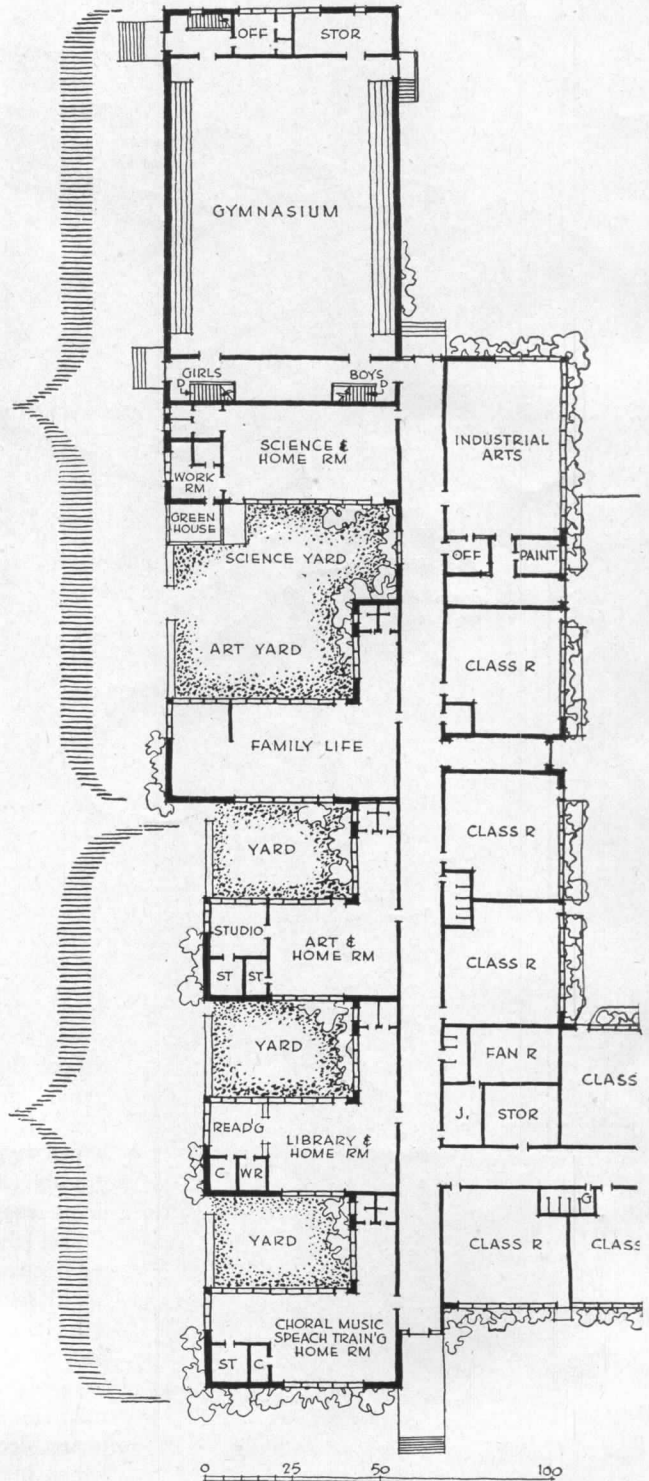 OFF
STOR
GYMNASIUM
GIRLS
BOYS
D
D
SCIENCE &
HOME RM
INDUSTRIAL
ARTS
WORK
RM
GREEN
HOUSE
OFF
PAINT
SCIENCE YARD
ART YARD
CLASS R
FAMILY LIFE
YARD
CLASS R
STUDIO
ART &
HOME RM
ST
ST
CLASS R
YARD
FAN R
CLASS
J.
STOR
READ'G
LIBRARY &
HOME RM
C
WR
G
YARD
CLASS R
CLASS
CHORAL MUSIC
SPEACH TRAIN'G
HOME RM
ST
C
0
25
50
100